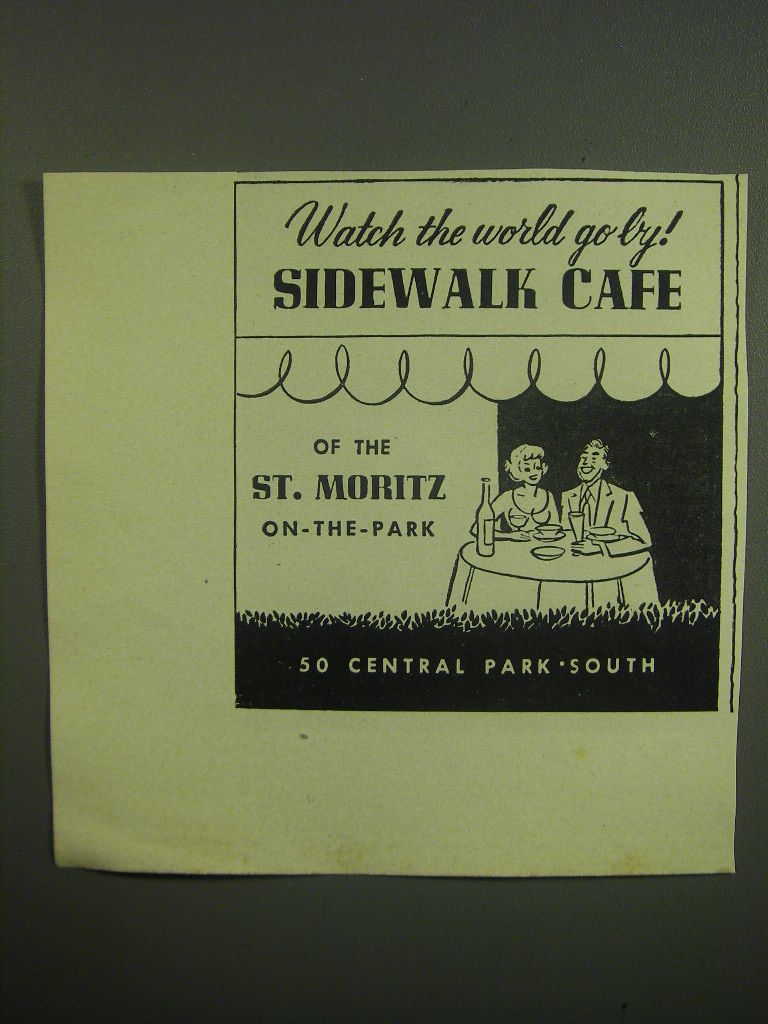 Watch the world go by!
SIDEWALK CAFE
OF THE
ST. MORITZ
ON-THE-PARK
50 CENTRAL PARK • SOUTH